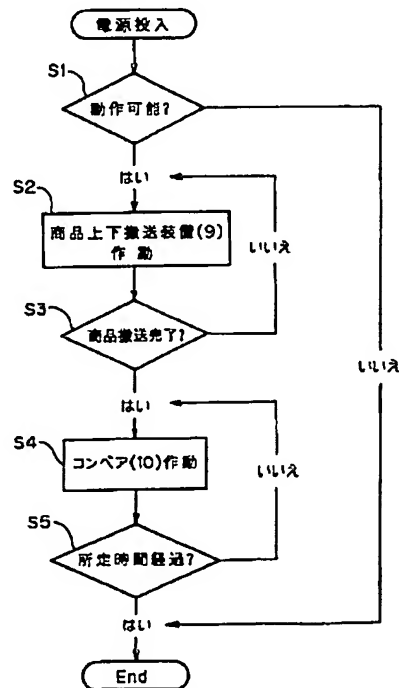 電源投入
S1
動作可能?
はい
S2
商品上下搬送装置(9)
作動
いいえ
S3
商品搬送完了?
いいえ
はい
S4
コンベア(10)作動
いいえ
S5
所定時間経過?
はい
End